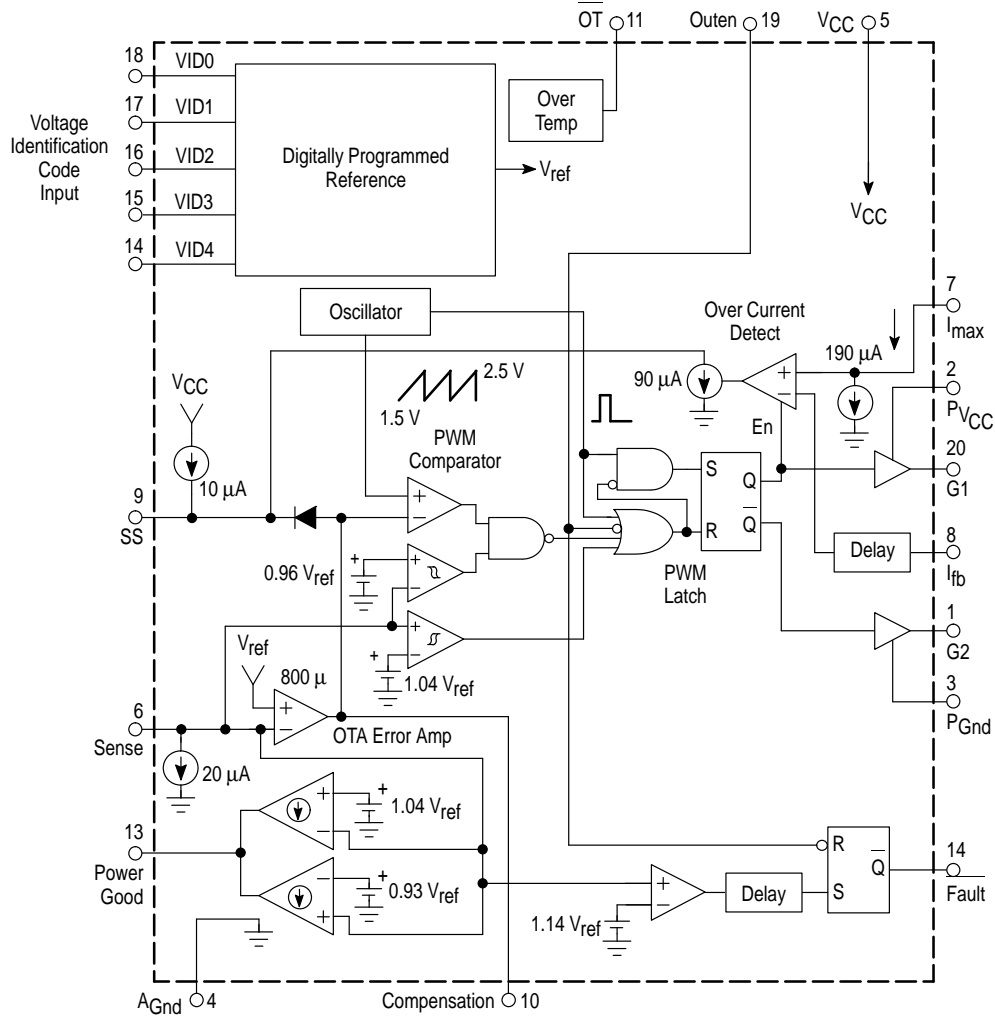 OT 11
Outen 19
VCC 5
18 VID0
17 VID1
16 VID2
15 VID3
14 VID4
Voltage
Identification
Code
Input
Digitally Programmed
Reference
Vref
Over
Temp
VCC
Oscillator
Over Current
Detect
7
Imax
190 µA
90 µA
2
PVCC
2.5 V
1.5 V
VCC
10 µA
PWM
Comparator
En
20
G1
9
SS
+
−
S
Q
Q
R
Delay
8
Ifb
PWM
Latch
+
0.96 Vref
+
−
+
−
+
1.04 Vref
1
G2
3
PGnd
Vref
800 µ
+
−
OTA Error Amp
6
Sense
20 µA
+
−
+
1.04 Vref
13
Power
Good
−
+
+
0.93 Vref
+
−
1.14 Vref
Delay
R
Q
S
14
Fault
AGnd 4
Compensation 10